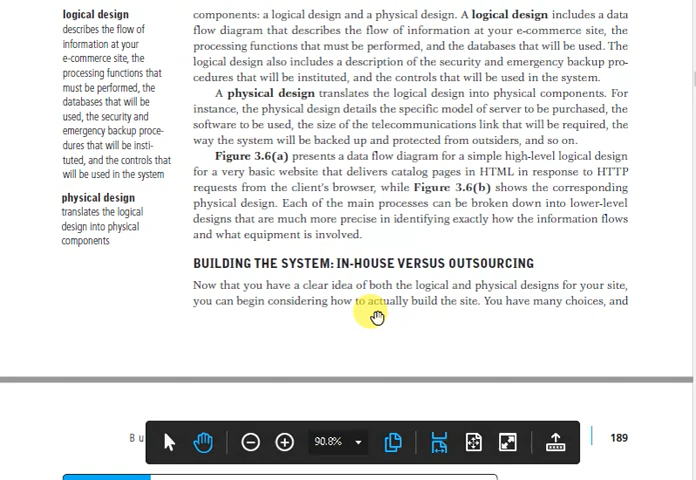 logical design
describes the flow of
information at your
e-commerce site, the
processing functions that
must be performed, the
databases that will be
used, the security and
emergency backup proce-
dures that will be insti-
tuted, and the controls that
will be used in the system
physical design
translates the logical
design into physical
components
components: a logical design and a physical design. A logical design includes a data
flow diagram that describes the flow of information at your e-commerce site, the
processing functions that must be performed, and the databases that will be used. The
logical design also includes a description of the security and emergency backup pro-
cedures that will be instituted, and the controls that will be used in the system.
A physical design translates the logical design into physical components. For
instance, the physical design details the specific model of server to be purchased, the
software to be used, the size of the telecommunications link that will be required, the
way the system will be backed up and protected from outsiders, and so on.
Figure 3.6(a) presents a data flow diagram for a simple high-level logical design
for a very basic website that delivers catalog pages in HTML in response to HTTP
requests from the client's browser, while Figure 3.6(b) shows the corresponding
physical design. Each of the main processes can be broken down into lower-level
designs that are much more precise in identifying exactly how the information flows
and what equipment is involved.
BUILDING THE SYSTEM: IN-HOUSE VERSUS OUTSOURCING
Now that you have a clear idea of both the logical and physical designs for your site,
you can begin considering how to actually build the site. You have many choices, and
B u
90.8%
189